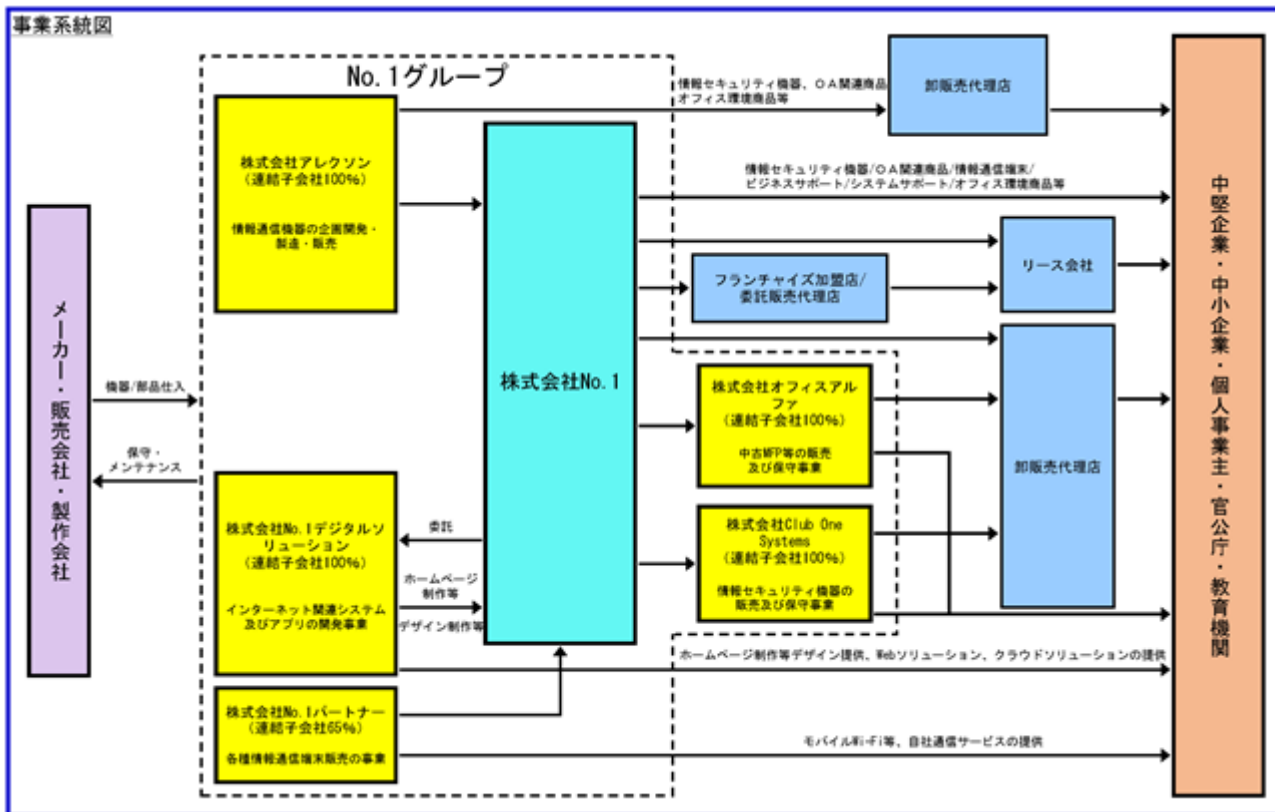 事業系統図
No.1グループ
株式会社アレクソン
(連結子会社100%)
情報通信機器の企画開発・
製造・販売
情報セキュリティ機器、OA関連商品
オフィス環境商品等
卸販売代理店
情報セキュリティ機器/OA関連商品/情報通信端末/
ビジネスサポート/システムサポート/オフィス環境商品等
リース会社
フランチャイズ加盟店/
委託販売代理店
メーカー・販売会社・製作会社
機器/部品仕入
保守・
メンテナンス
株式会社No.1
株式会社オフィスアル
ファ
(連結子会社100%)
中古MFP等の販売
及び保守事業
卸販売代理店
株式会社Club One
Systems
(連結子会社100%)
情報セキュリティ機器の
販売及び保守事業
株式会社No.1デジタルソ
リューション
(連結子会社100%)
インターネット関連システム
及びアプリの開発事業
委託
ホームページ
制作等
デザイン制作等
ホームページ制作等デザイン提供、Webソリューション、クラウドソリューションの提供
株式会社No.1パートナー
(連結子会社65%)
各種情報通信端末販売の事業
モバイルWi-Fi等、自社通信サービスの提供
中堅企業・中小企業・個人事業主・官公庁・教育機関